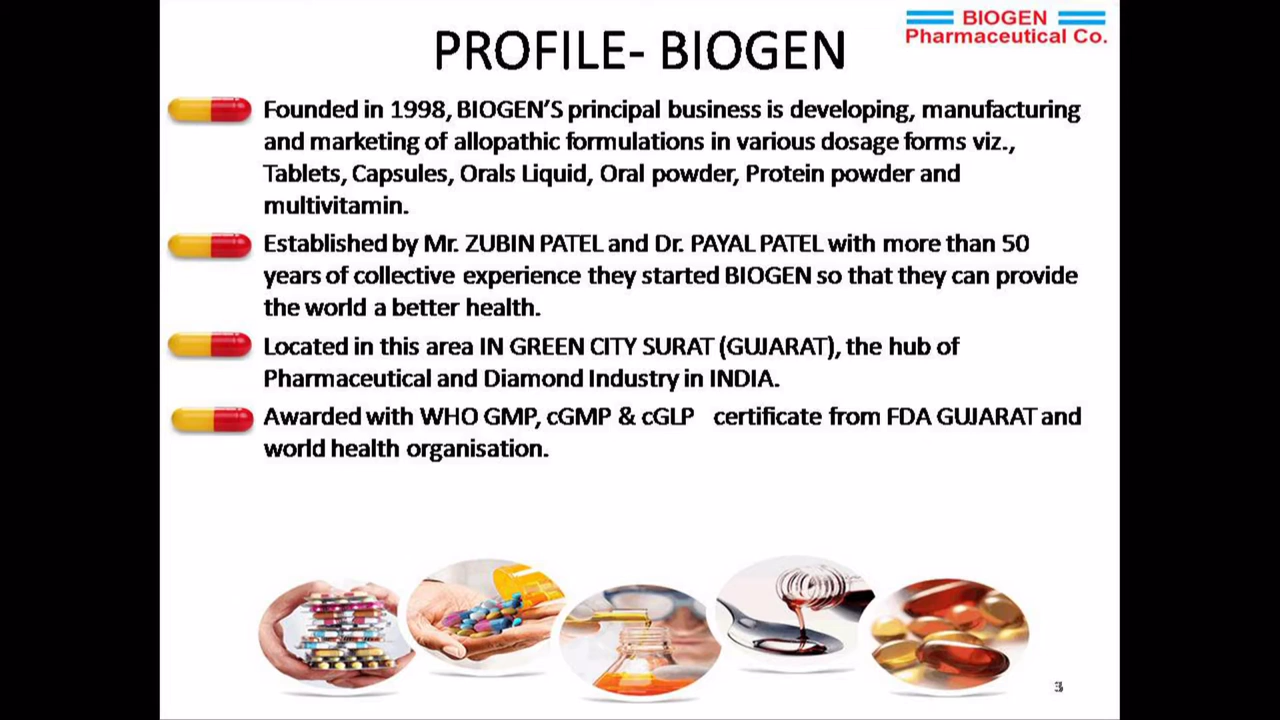 BIOGEN
Pharmaceutical Co.
PROFILE- BIOGEN
Founded in 1998, BIOGEN'S principal business is developing, manufacturing
and marketing of allopathic formulations in various dosage forms viz.,
Tablets, Capsules, Orals Liquid, Oral powder, Protein powder and
multivitamin.
Established by Mr. ZUBIN PATEL and Dr. PAYAL PATEL with more than 50
years of collective experience they started BIOGEN so that they can provide
the world a better health.
Located in this area IN GREEN CITY SURAT (GUJARAT), the hub of
Pharmaceutical and Diamond Industry in INDIA.
Awarded with WHO GMP, cGMP & cGLP certificate from FDA GUJARAT and
world health organisation.
3